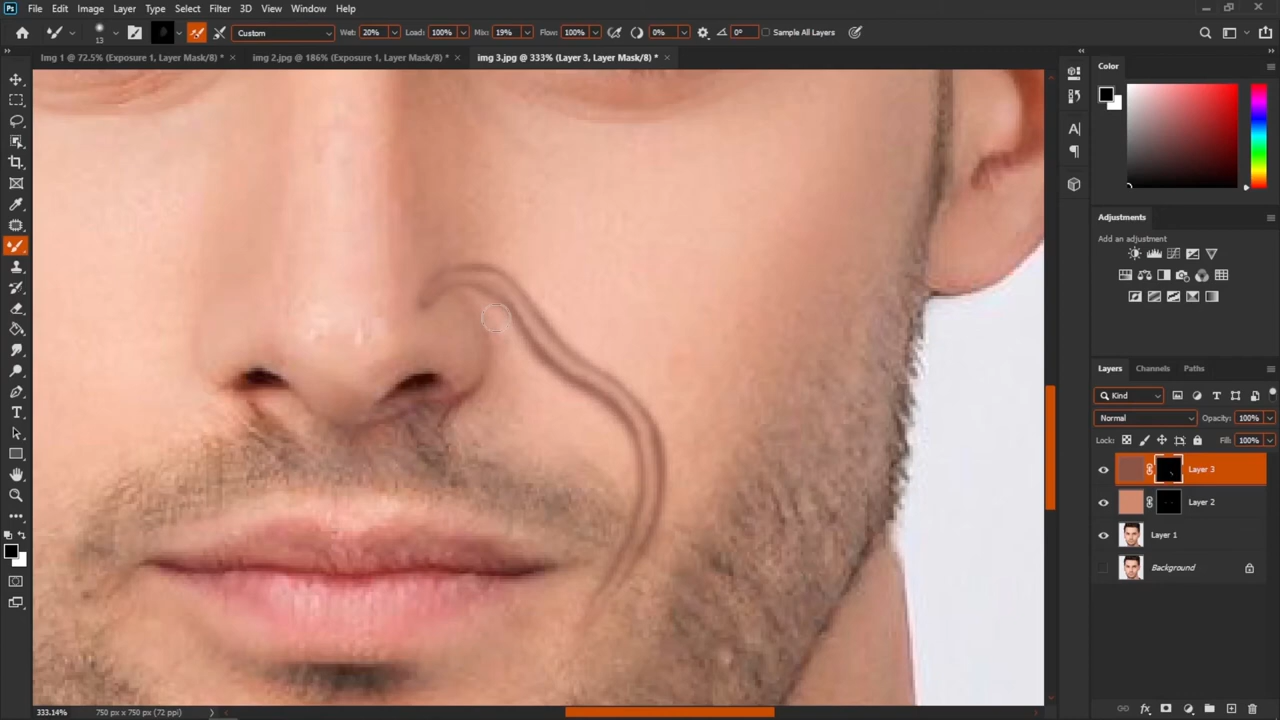 Ps File Edit Image Layer Type Select Filter 3D View Window Help
13 Custom Wet: 20% Load: 100% Mix: 19% Flow: 100% 0% 0° Sample All Layers
Img 1 @ 72.5% (Exposure 1, Layer Mask/8) * × img 2.jpg @ 186% (Exposure 1, Layer Mask/8) * × img 3.jpg @ 333% (Layer 3, Layer Mask/8) * ×
Color
Adjustments
Add an adjustment
Layers Channels Paths
Kind
Normal Opacity: 100%
Lock: Fill: 100%
Layer 3
Layer 2
Layer 1
Background
333.14% 750 px x 750 px (72 ppi)